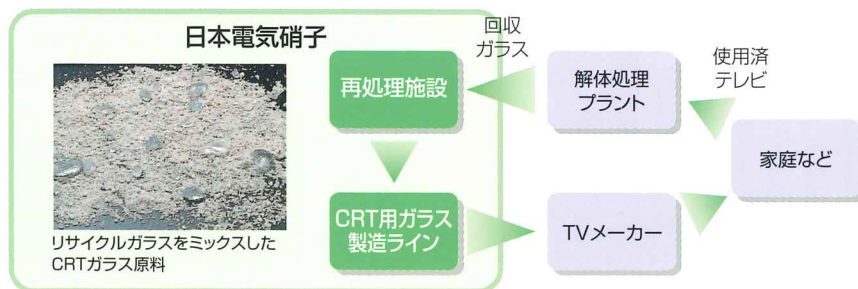 日本電気硝子
リサイクルガラスをミックスした
CRTガラス原料
再処理施設
CRT用ガラス
製造ライン
回収
ガラス
解体処理
プラント
使用済
テレビ
家庭など
TVメーカー